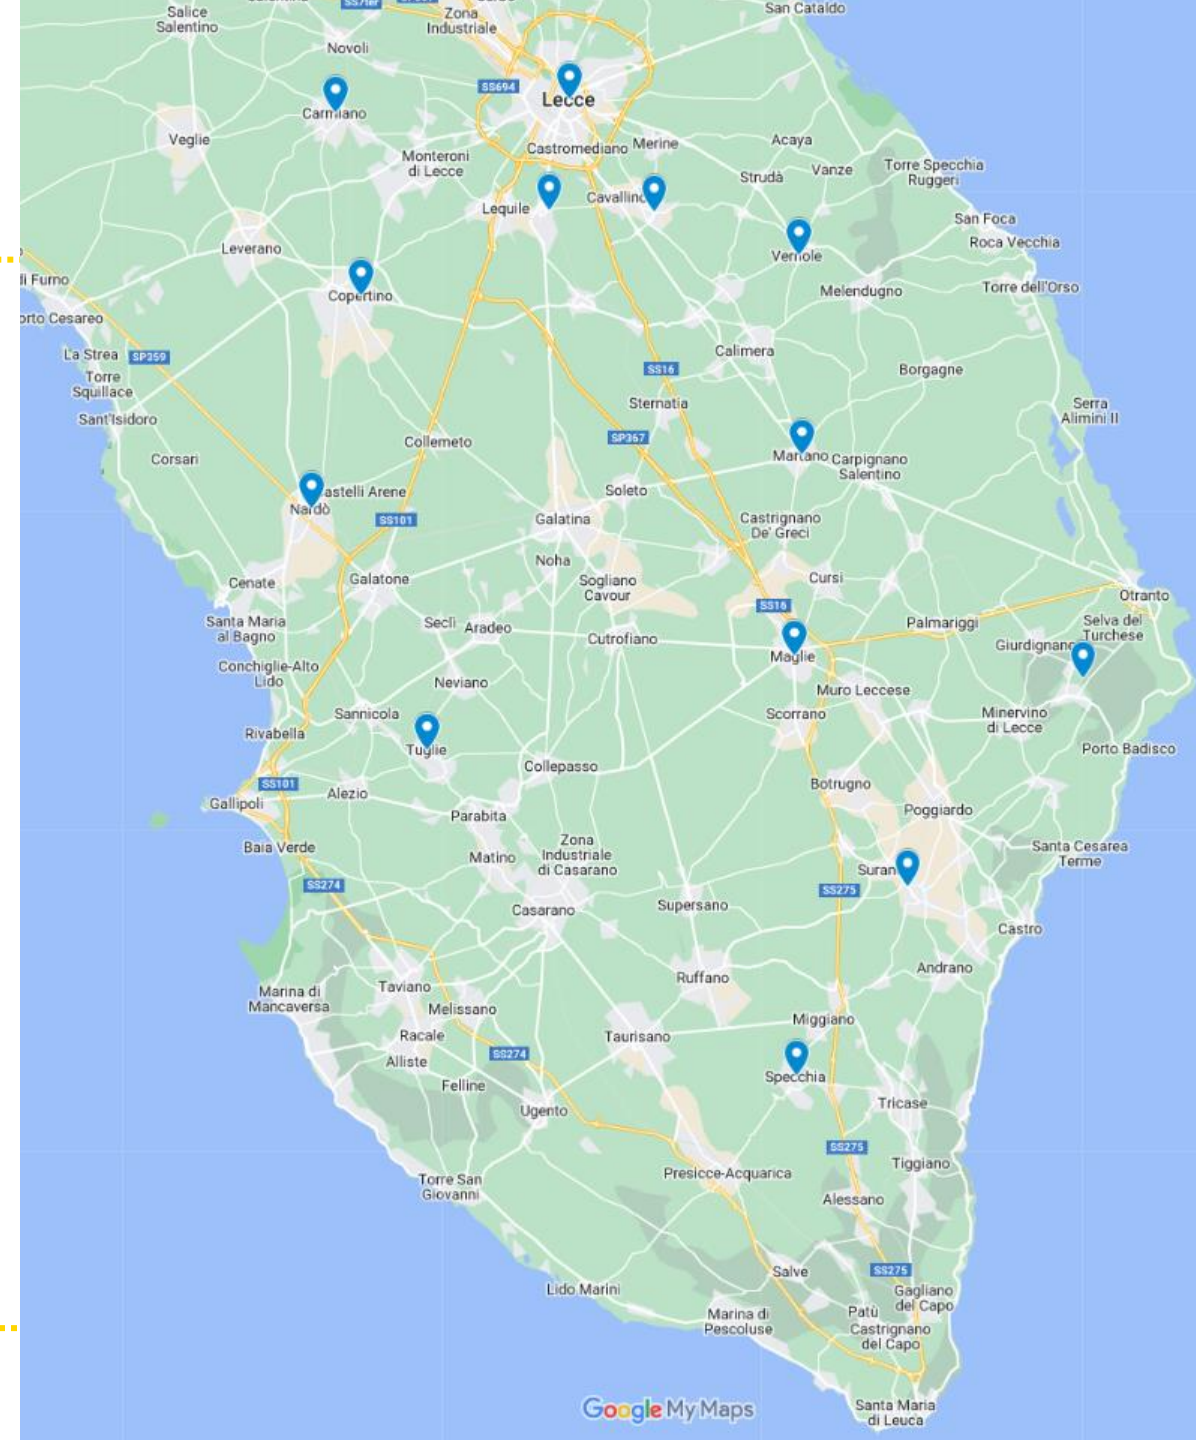 San Cataldo
Salice
Salentino
Zona
Industriale
Novoli
SS694
Lecce
Carmiano
Veglie
Castromediano
Merine
Acaya
Monteroni
di Lecce
Vanze
Strudà
Torre Specchia
Ruggeri
Lequile
Cavallino
San Foca
Roca Vecchia
Leverano
Vernole
di Furno
Copertino
Melendugno
Torre dell'Orso
orto Cesareo
La Strea
SP359
Calimera
Torre
Squillace
SS16
Borgagne
Sant'Isidoro
Sternatia
Serra
Alimini II
Collemeto
SP367
Corsari
Martano
Carpignano
Salentino
astelli Arene
Nardò
Soleto
SS101
Galatina
Castrignano
De' Greci
Noha
Cenate
Galatone
Sogliano
Cavour
Cursi
SS16
Otranto
Santa Maria
al Bagno
Seclì
Aradeo
Cutrofiano
Palmariggi
Selva del
Turchese
Giurdignano
Maglie
Conchiglie-Alto
Lido
Neviano
Muro Leccese
Sannicola
Scorrano
Minervino
di Lecce
Rivabella
Tuglie
Porto Badisco
Collepasso
SS101
Alezio
Botrugno
Gallipoli
Parabita
Poggiardo
Baia Verde
Matino
Zona
Industriale
di Casarano
Santa Cesarea
Terme
Suran
SS274
SS275
Casarano
Supersano
Castro
Andrano
Ruffano
Taviano
Marina di
Mancaversa
Melissano
Miggiano
Racale
Taurisano
Alliste
SS274
Specchia
Felline
Ugento
Tricase
SS275
Tiggiano
Presicce-Acquarica
Torre San
Giovanni
Alessano
Salve
SS275
Lido Marini
Gagliano
del Capo
Marina di
Pescoluse
Patù
Castrignano
del Capo
Santa Maria
di Leuca
Google My Maps